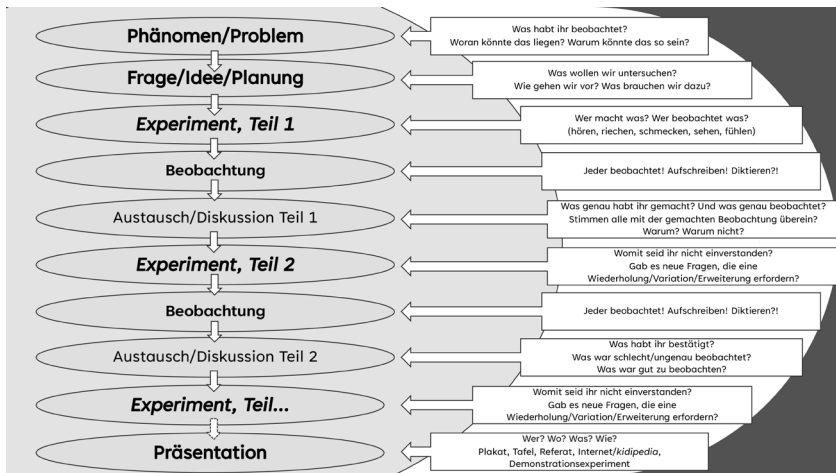 Phänomen/Problem
Was habt ihr beobachtet?
Woran könnte das liegen? Warum könnte das so sein?
Frage/Idee/Planung
Was wollen wir untersuchen?
Wie gehen wir vor? Was brauchen wir dazu?
Experiment, Teil 1
Wer macht was? Wer beobachtet was?
(hören, riechen, schmecken, sehen, fühlen)
Beobachtung
Jeder beobachtet! Aufschreiben! Diktieren?!
Austausch/Diskussion Teil 1
Was genau habt ihr gemacht? Und was genau beobachtet?
Stimmen alle mit der gemachten Beobachtung überein?
Warum? Warum nicht?
Experiment, Teil 2
Womit seid ihr nicht einverstanden?
Gab es neue Fragen, die eine
Wiederholung/Variation/Erweiterung erfordern?
Beobachtung
Jeder beobachtet! Aufschreiben! Diktieren?!
Austausch/Diskussion Teil 2
Was habt ihr bestätigt?
Was war schlecht/ungenau beobachtet?
Was war gut zu beobachten?
Experiment, Teil...
Womit seid ihr nicht einverstanden?
Gab es neue Fragen, die eine
Wiederholung/Variation/Erweiterung erfordern?
Präsentation
Wer? Wo? Was? Wie?
Plakat, Tafel, Referat, Internet/kidipedia,
Demonstrationsexperiment